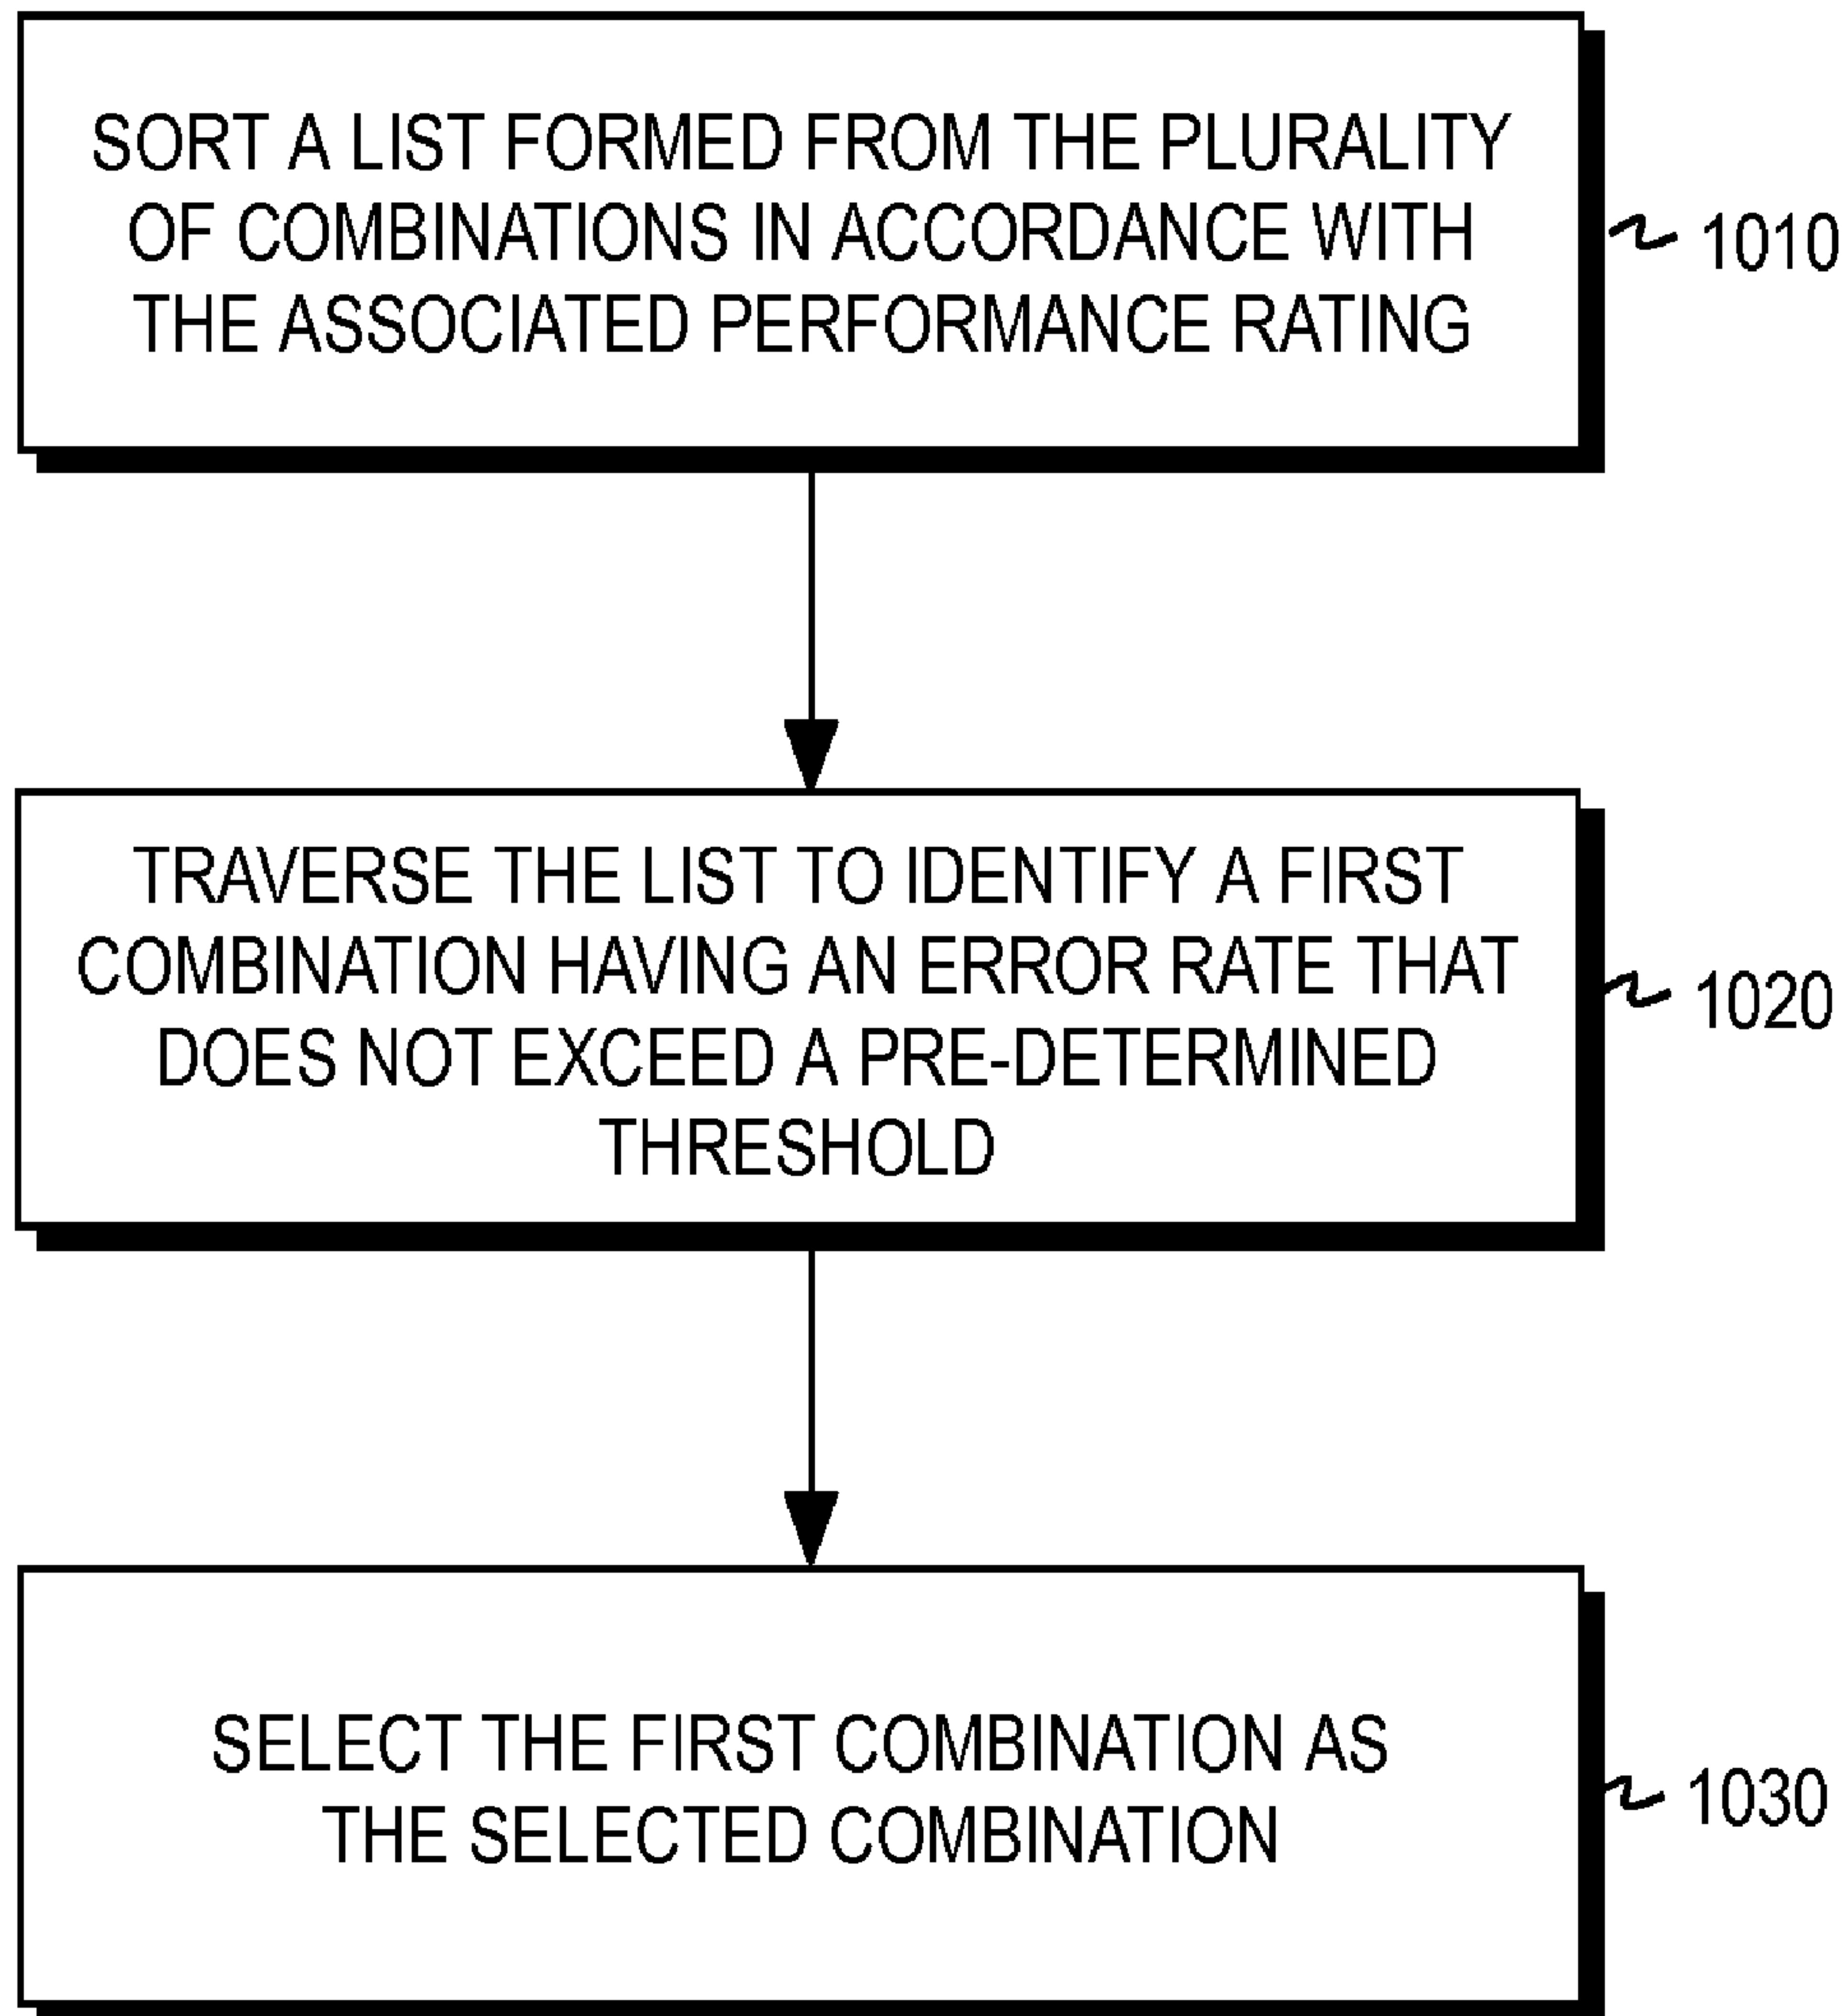 SORT A LIST FORMED FROM THE PLURALITY
OF COMBINATIONS IN ACCORDANCE WITH
THE ASSOCIATED PERFORMANCE RATING
1010
TRAVERSE THE LIST TO IDENTIFY A FIRST
COMBINATION HAVING AN ERROR RATE THAT
DOES NOT EXCEED A PRE-DETERMINED
THRESHOLD
1020
SELECT THE FIRST COMBINATION AS
THE SELECTED COMBINATION
1030